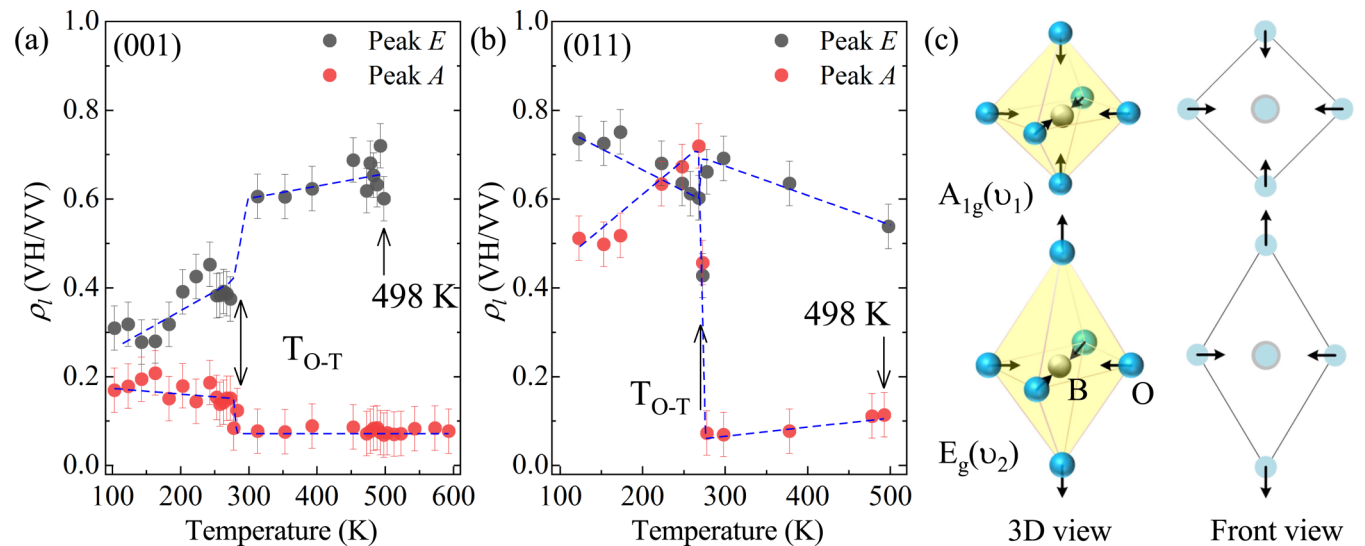 (a)
(001)
Peak E
Peak A
1.0
0.8
0.6
0.4
0.2
0.0
ρl (VH/VV)
498 K
TO-T
100 200 300 400 500 600
Temperature (K)
(b)
(011)
Peak E
Peak A
1.0
0.8
0.6
0.4
0.2
0.0
ρl (VH/VV)
498 K
TO-T
100 200 300 400 500
Temperature (K)
(c)
A1g(υ1)
B
O
Eg(υ2)
3D view
Front view